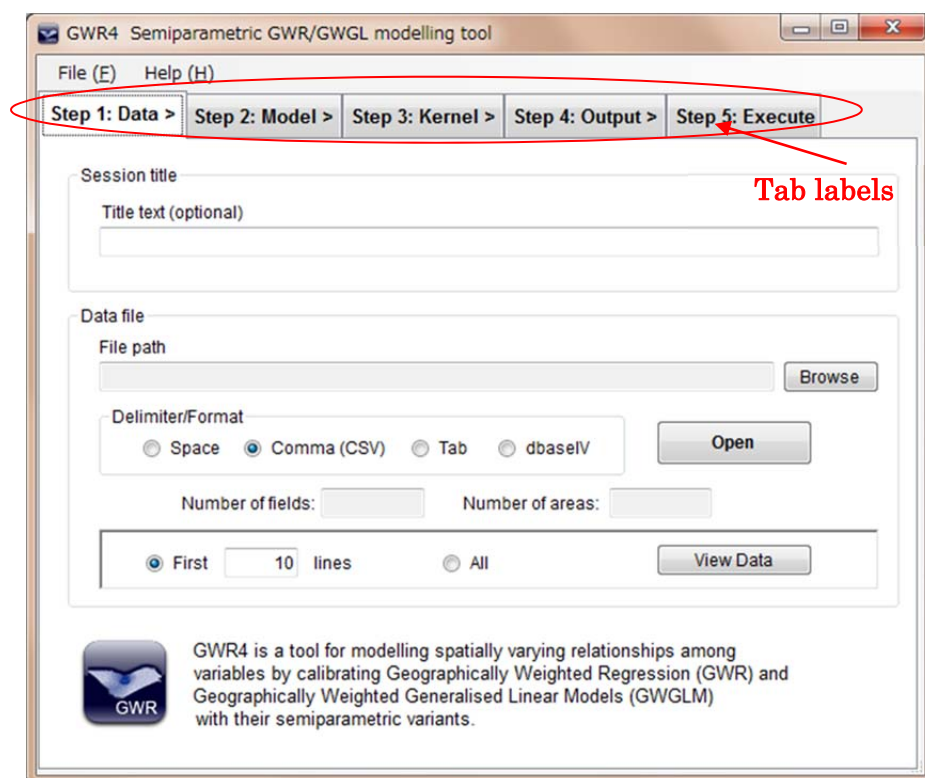 GWR4 Semiparametric GWR/GWGL modelling tool
File (F) Help (H)
Step 1: Data > Step 2: Model > Step 3: Kernel > Step 4: Output > Step 5: Execute
Tab labels
Session title
Title text (optional)
Data file
File path
Browse
Delimiter/Format
Space Comma (CSV) Tab dbaseIV
Open
Number of fields: Number of areas:
First 10 lines All View Data
GWR4 is a tool for modelling spatially varying relationships among
variables by calibrating Geographically Weighted Regression (GWR) and
Geographically Weighted Generalised Linear Models (GWGLM)
with their semiparametric variants.
GWR